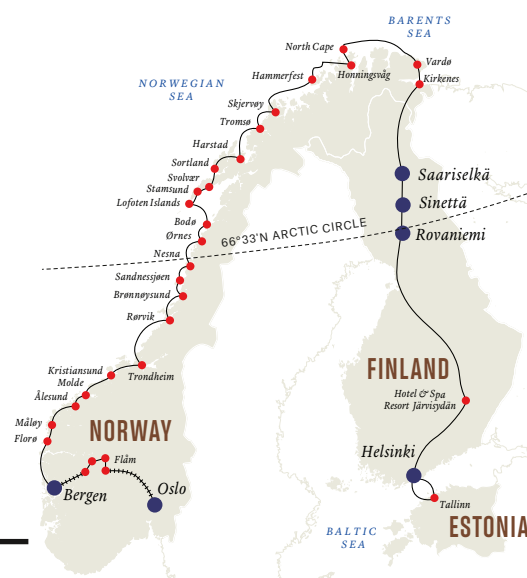 BARENTS
SEA
North Cape
Vardø
Honningsvåg
Kirkenes
Hammerfest
NORWEGIAN
SEA
Skjervøy
Tromsø
Harstad
Sortland
Svolvær
Stamsund
Lofoten Islands
Saariselkä
Sinettä
Rovaniemi
Bodø
Ørnes
66°33'N ARCTIC CIRCLE
Nesna
Sandnessjøen
Brønnøysund
Rørvik
Kristiansund
Molde
Trondheim
Ålesund
FINLAND
Hotel & Spa
Resort Järvisydän
Måløy
Florø
NORWAY
Flåm
Helsinki
Bergen
Oslo
Tallinn
ESTONIA
BALTIC
SEA